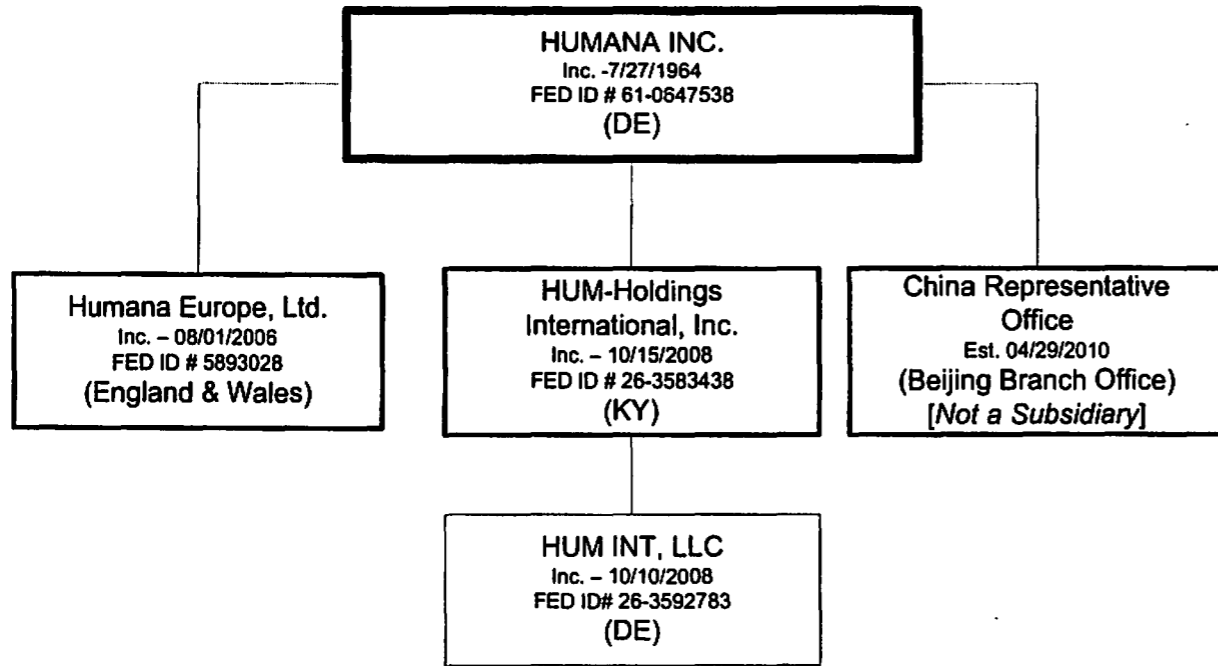 HUMANA INC.
Inc. -7/27/1964
FED ID # 61-0647538
(DE)
Humana Europe, Ltd.
Inc. – 08/01/2006
FED ID # 5893028
(England & Wales)
HUM-Holdings
International, Inc.
Inc. – 10/15/2008
FED ID # 26-3583438
(KY)
China Representative
Office
Est. 04/29/2010
(Beijing Branch Office)
[Not a Subsidiary]
HUM INT, LLC
Inc. – 10/10/2008
FED ID# 26-3592783
(DE)